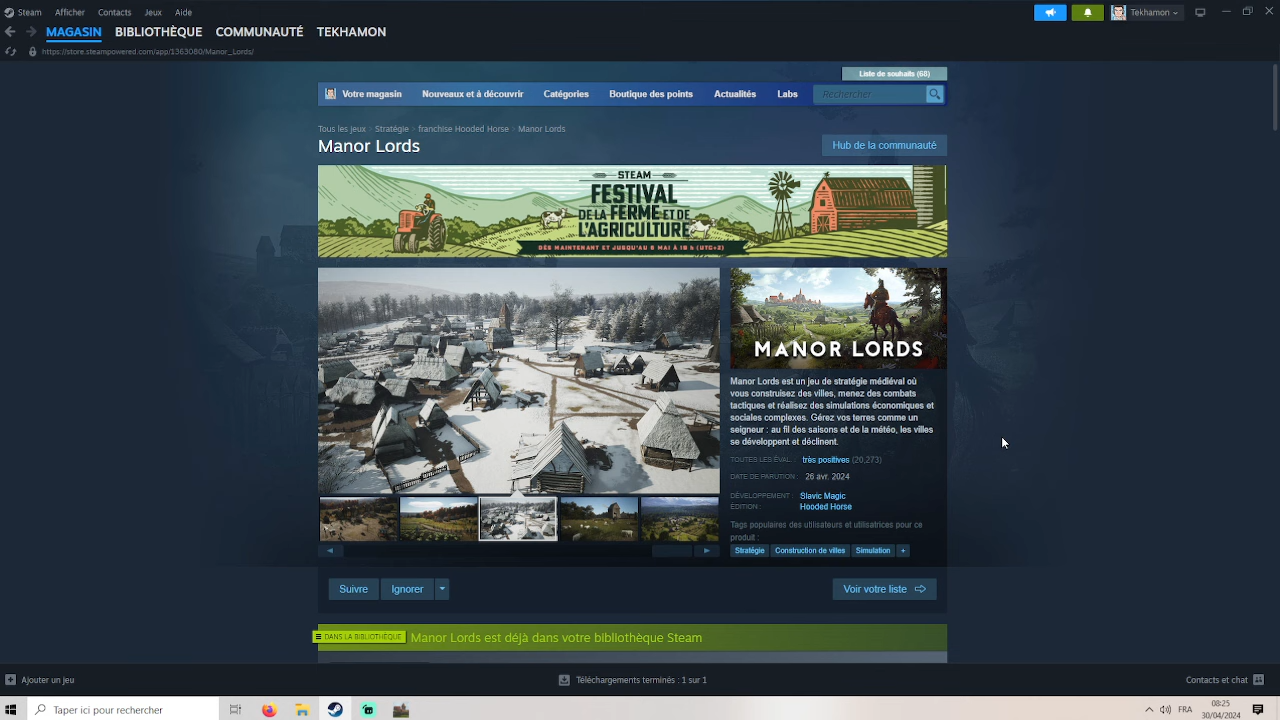 Steam Afficher Contacts Jeux Aide
Tekhamon
MAGASIN BIBLIOTHÈQUE COMMUNAUTÉ TEKHAMON
https://store.steampowered.com/app/1363080/Manor_Lords/
Liste de souhaits (68)
Votre magasin Nouveaux et à découvrir Catégories Boutique des points Actualités Labs Rechercher
Tous les jeux > Stratégie > franchise Hooded Horse > Manor Lords
Manor Lords
Hub de la communauté
STEAM
FESTIVAL
DE LA FERME ET DE
L'AGRICULTURE
DÈS MAINTENANT ET JUSQU'AU 6 MAI À 19 h (UTC+2)
MANOR LORDS
Manor Lords est un jeu de stratégie médiéval où
vous construisez des villes, menez des combats
tactiques et réalisez des simulations économiques et
sociales complexes. Gérez vos terres comme un
seigneur : au fil des saisons et de la météo, les villes
se développent et déclinent.
TOUTES LES ÉVAL. : très positives (20,273)
DATE DE PARUTION : 26 avr. 2024
DÉVELOPPEMENT : Slavic Magic
ÉDITION : Hooded Horse
Tags populaires des utilisateurs et utilisatrices pour ce
produit :
Stratégie Construction de villes Simulation +
Suivre Ignorer
Voir votre liste
DANS LA BIBLIOTHÈQUE Manor Lords est déjà dans votre bibliothèque Steam
Ajouter un jeu
Téléchargements terminés : 1 sur 1
Contacts et chat
Taper ici pour rechercher
FRA
08:25
30/04/2024